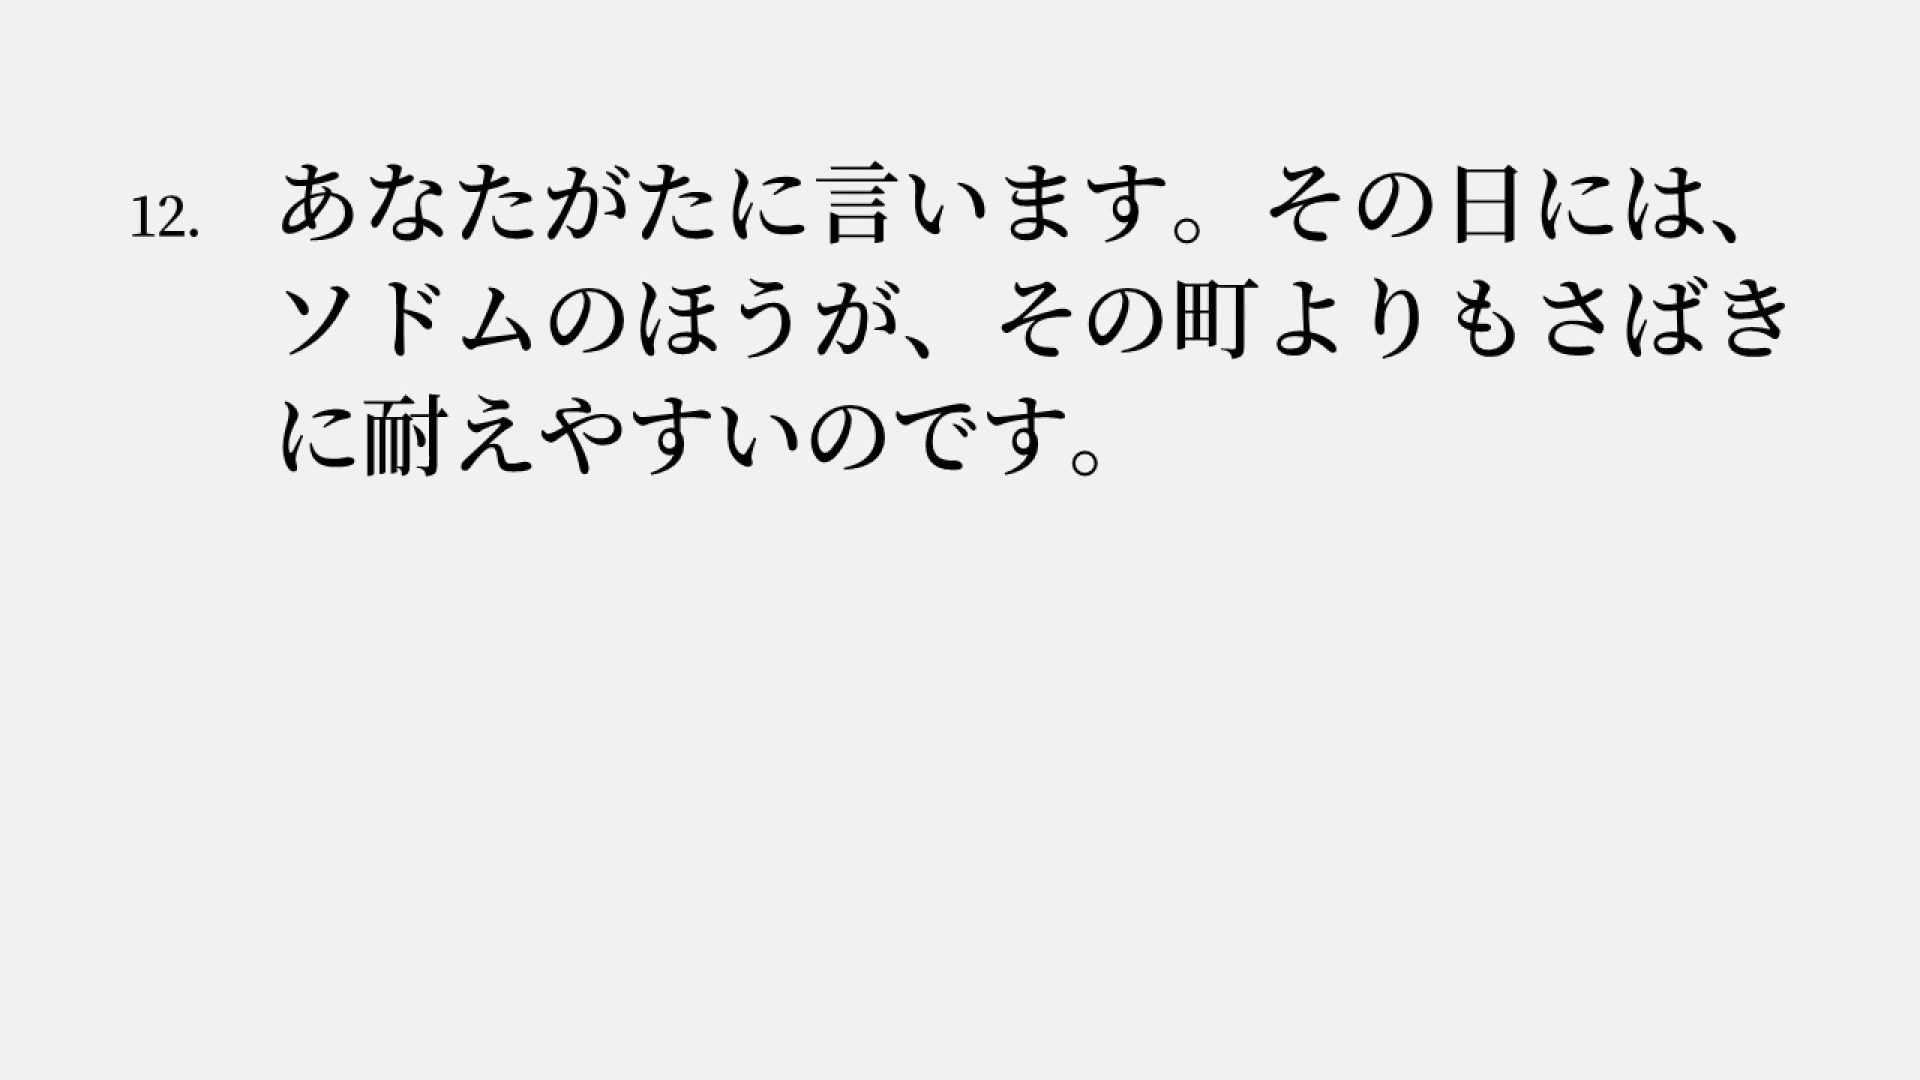 12. あなたがたに言います。その日には、
ソドムのほうが、その町よりもさばき
に耐えやすいのです。